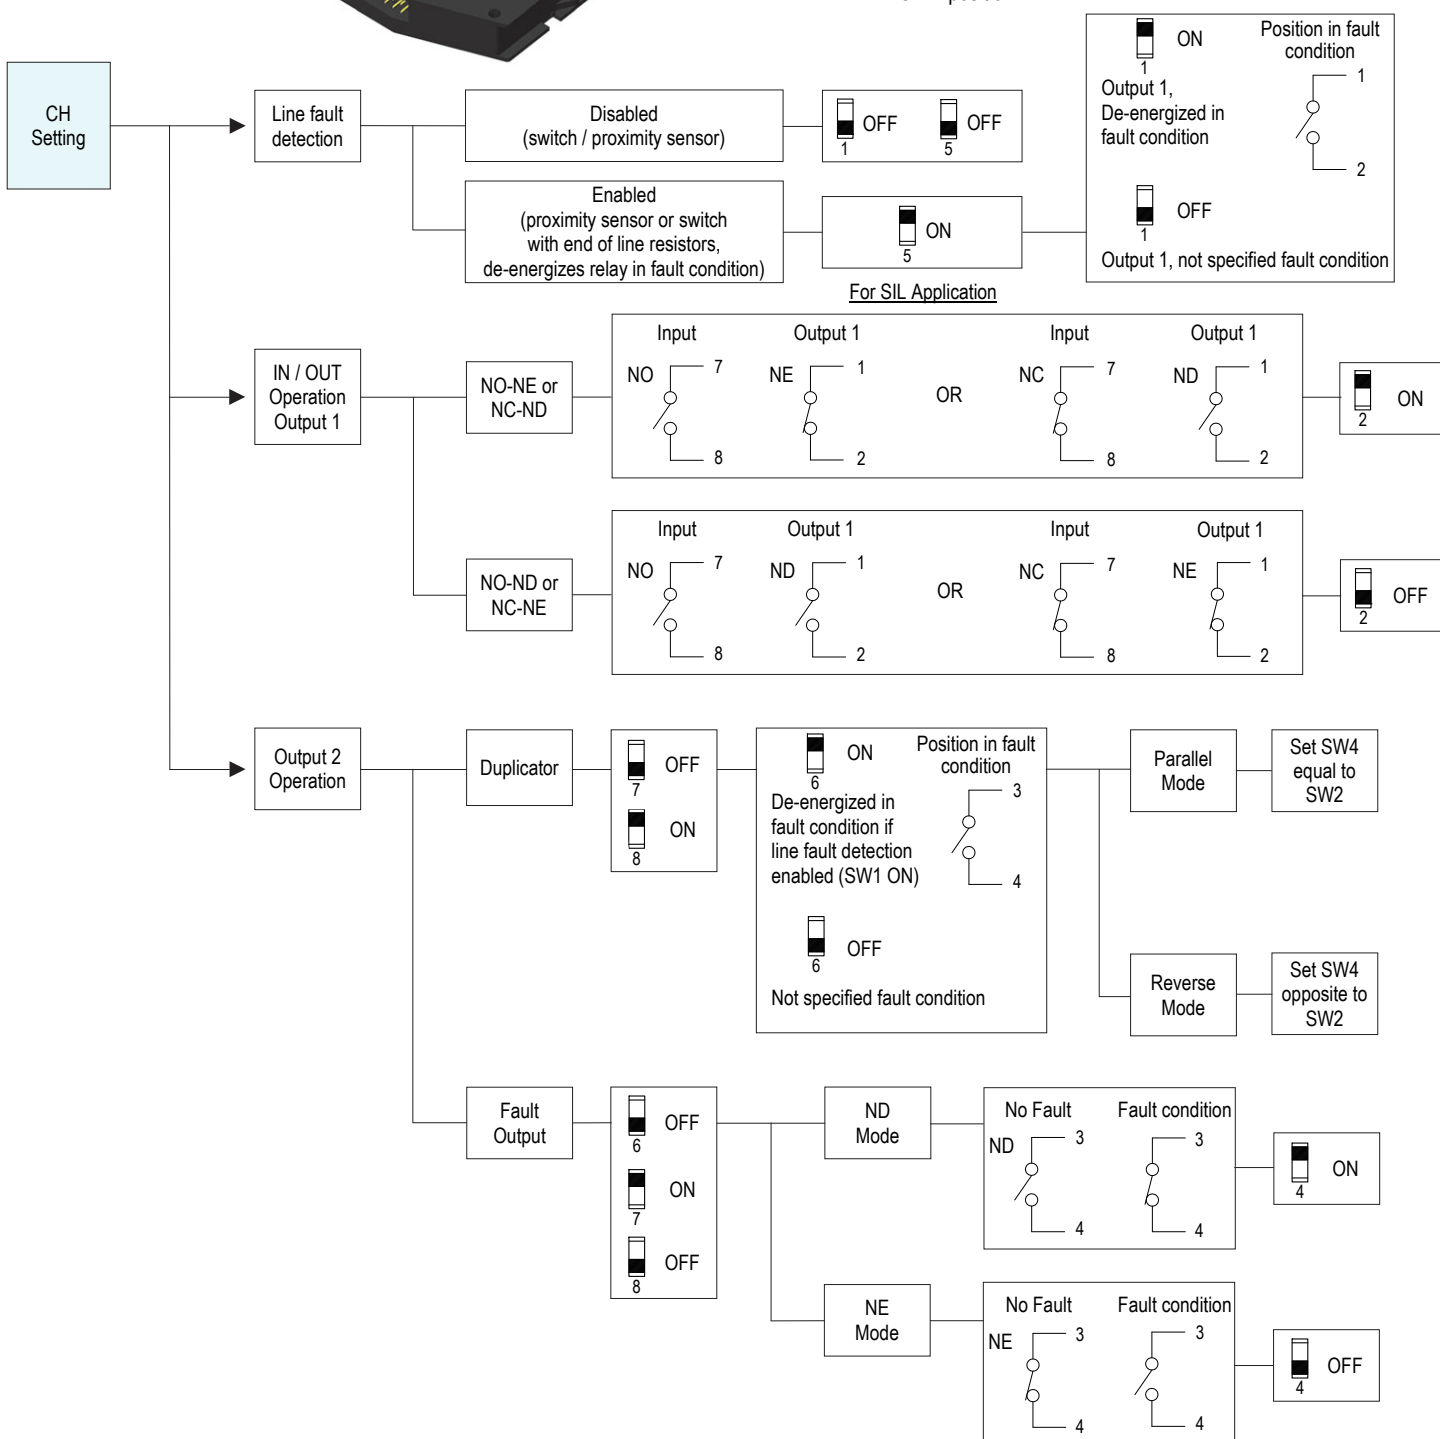 CH
Setting
Line fault
detection
Disabled
(switch / proximity sensor)
OFF
1
OFF
5
Enabled
(proximity sensor or switch
with end of line resistors,
de-energizes relay in fault condition)
ON
5
For SIL Application
ON
1
Output 1,
De-energized in
fault condition
Position in fault
condition
1
2
OFF
1
Output 1, not specified fault condition
IN / OUT
Operation
Output 1
NO-NE or
NC-ND
Input
NO
7
8
Output 1
NE
1
2
OR
Input
NC
7
8
Output 1
ND
1
2
ON
2
NO-ND or
NC-NE
Input
NO
7
8
Output 1
ND
1
2
OR
Input
NC
7
8
Output 1
NE
1
2
OFF
2
Output 2
Operation
Duplicator
OFF
7
ON
8
ON
6
De-energized in
fault condition if
line fault detection
enabled (SW1 ON)
Position in fault
condition
3
4
OFF
6
Not specified fault condition
Parallel
Mode
Set SW4
equal to
SW2
Reverse
Mode
Set SW4
opposite to
SW2
Fault
Output
OFF
6
ON
7
OFF
8
ND
Mode
No Fault
ND
3
4
Fault condition
3
4
ON
4
NE
Mode
No Fault
NE
3
4
Fault condition
3
4
OFF
4